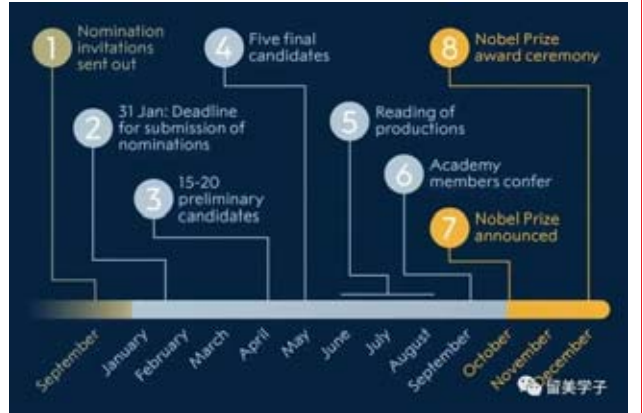 1
Nomination
invitations
sent out
2
31 Jan: Deadline
for submission of
nominations
3
15-20
preliminary
candidates
4
Five final
candidates
5
Reading of
productions
6
Academy
members confer
7
Nobel Prize
announced
8
Nobel Prize
award ceremony
September
January
February
March
April
May
June
July
August
September
October
November
December
留美学子